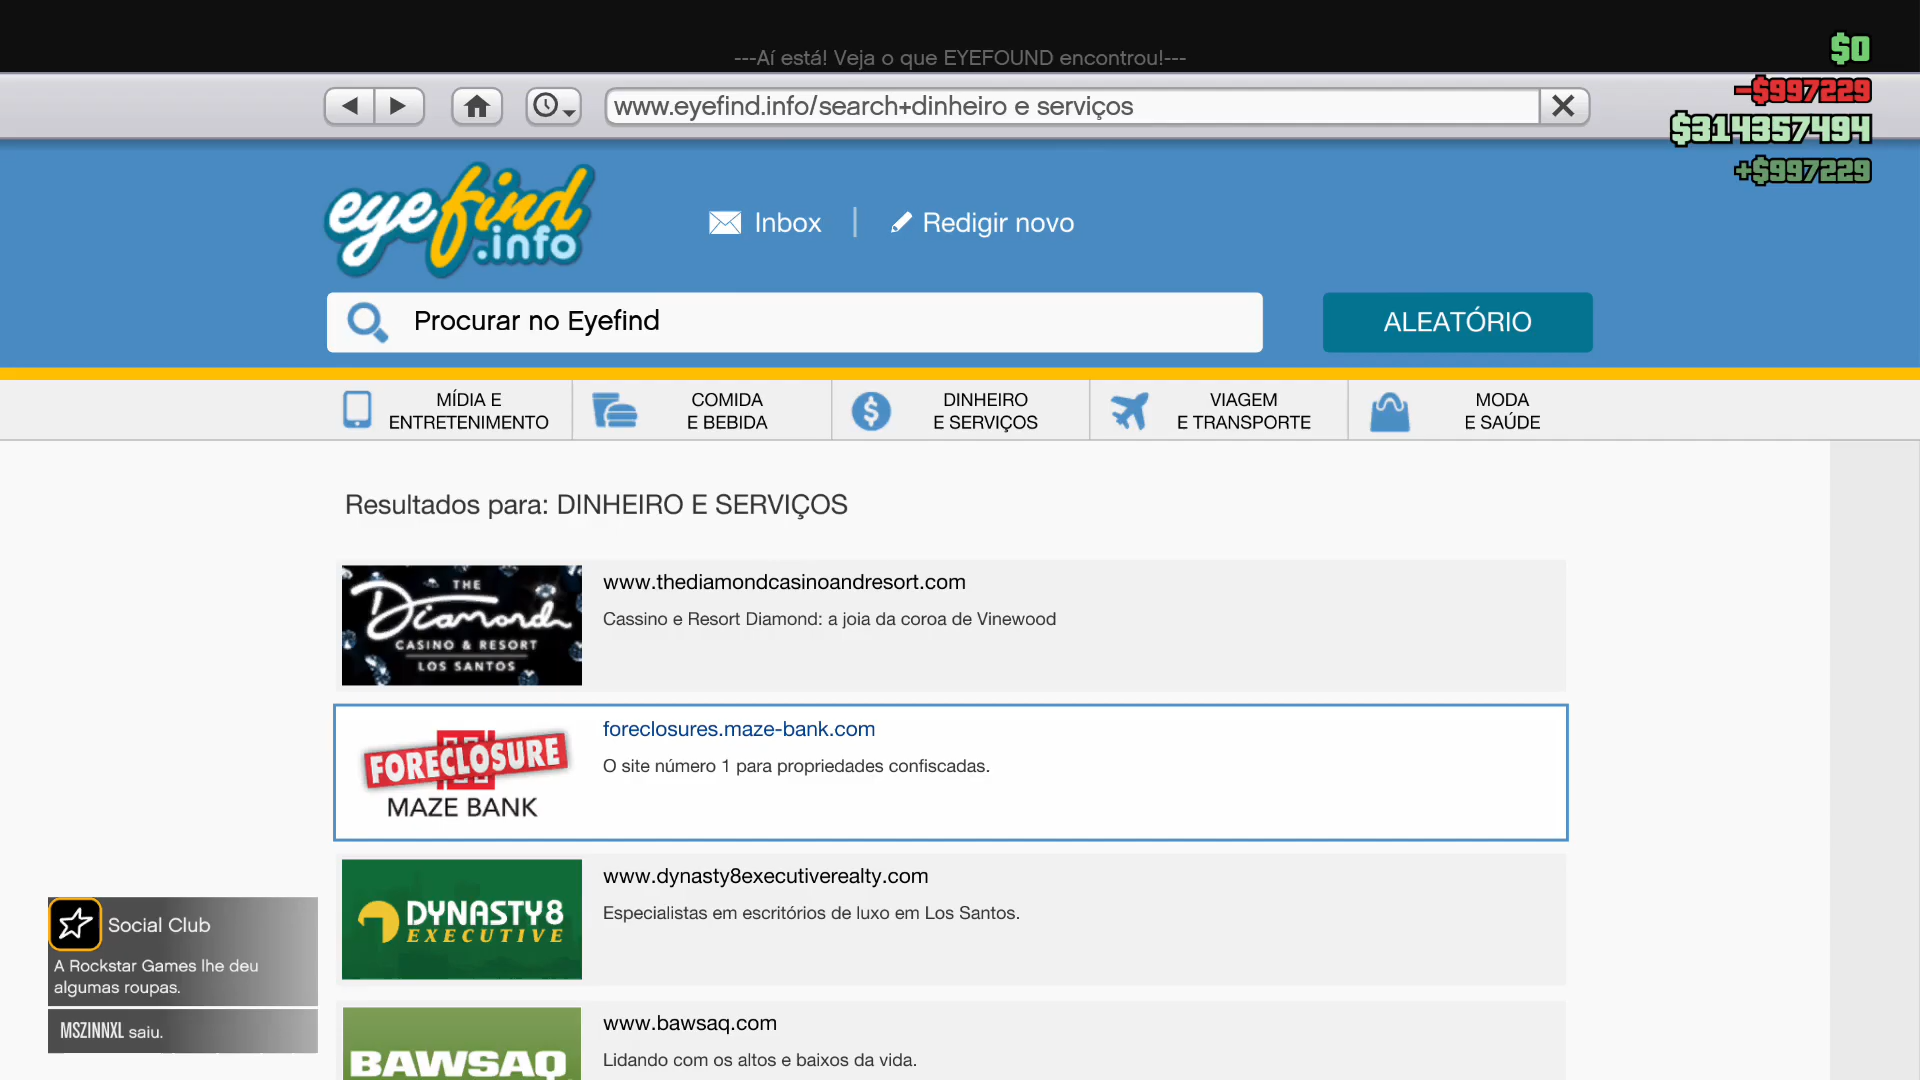 ---Aí está! Veja o que EYEFOUND encontrou!---
$0
-$997229
$314357494
+$997229
www.eyefind.info/search+dinheiro e serviços
eyefind
.info
Inbox
Redigir novo
Procurar no Eyefind
ALEATÓRIO
MÍDIA E
ENTRETENIMENTO
COMIDA
E BEBIDA
DINHEIRO
E SERVIÇOS
VIAGEM
E TRANSPORTE
MODA
E SAÚDE
Resultados para: DINHEIRO E SERVIÇOS
THE
Diamond
CASINO & RESORT
LOS SANTOS
www.thediamondcasinoandresort.com
Cassino e Resort Diamond: a joia da coroa de Vinewood
FORECLOSURE
MAZE BANK
foreclosures.maze-bank.com
O site número 1 para propriedades confiscadas.
DYNASTY8
EXECUTIVE
www.dynasty8executiverealty.com
Especialistas em escritórios de luxo em Los Santos.
BAWSAQ
www.bawsaq.com
Lidando com os altos e baixos da vida.
Social Club
A Rockstar Games lhe deu
algumas roupas.
MSZINNXL saiu.